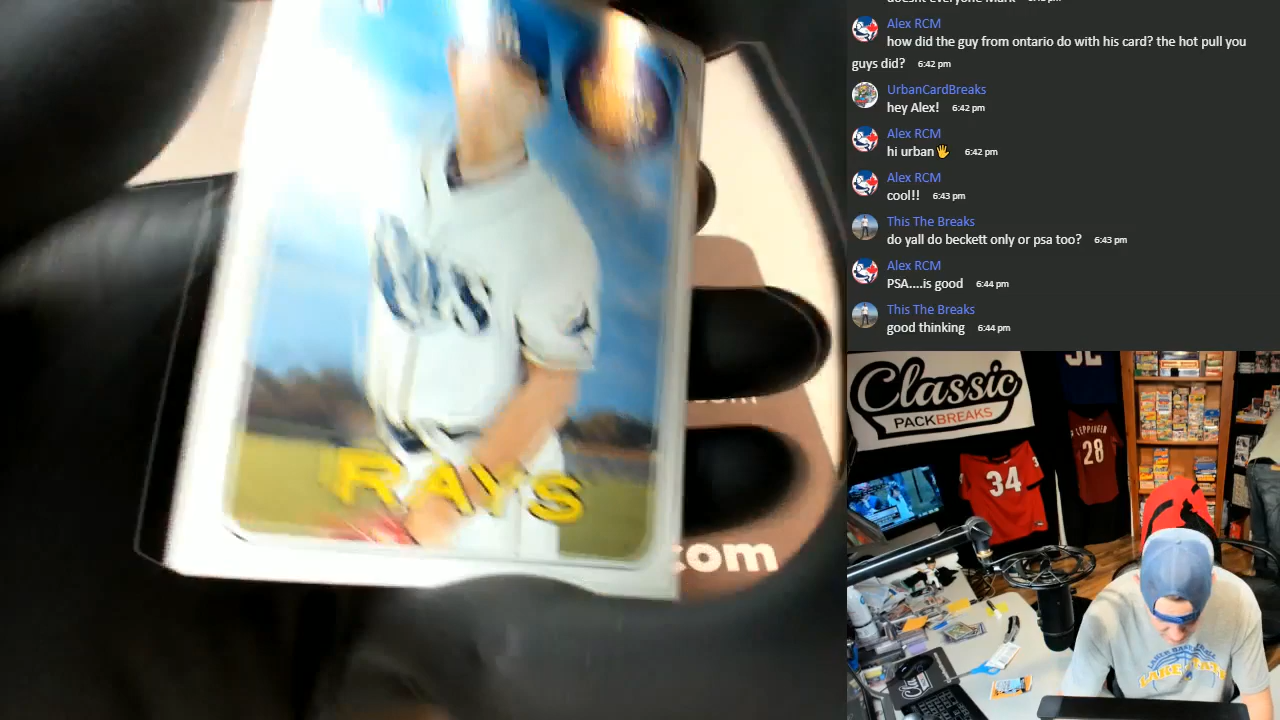 RAYS
.com
Alex RCM
how did the guy from ontario do with his card? the hot pull you
guys did? 6:42 pm
UrbanCardBreaks
hey Alex! 6:42 pm
Alex RCM
hi urban👋 6:42 pm
Alex RCM
cool!! 6:43 pm
This The Breaks
do yall do beckett only or psa too? 6:43 pm
Alex RCM
PSA....is good 6:44 pm
This The Breaks
good thinking 6:44 pm
Classic
PACKBREAKS
34
28